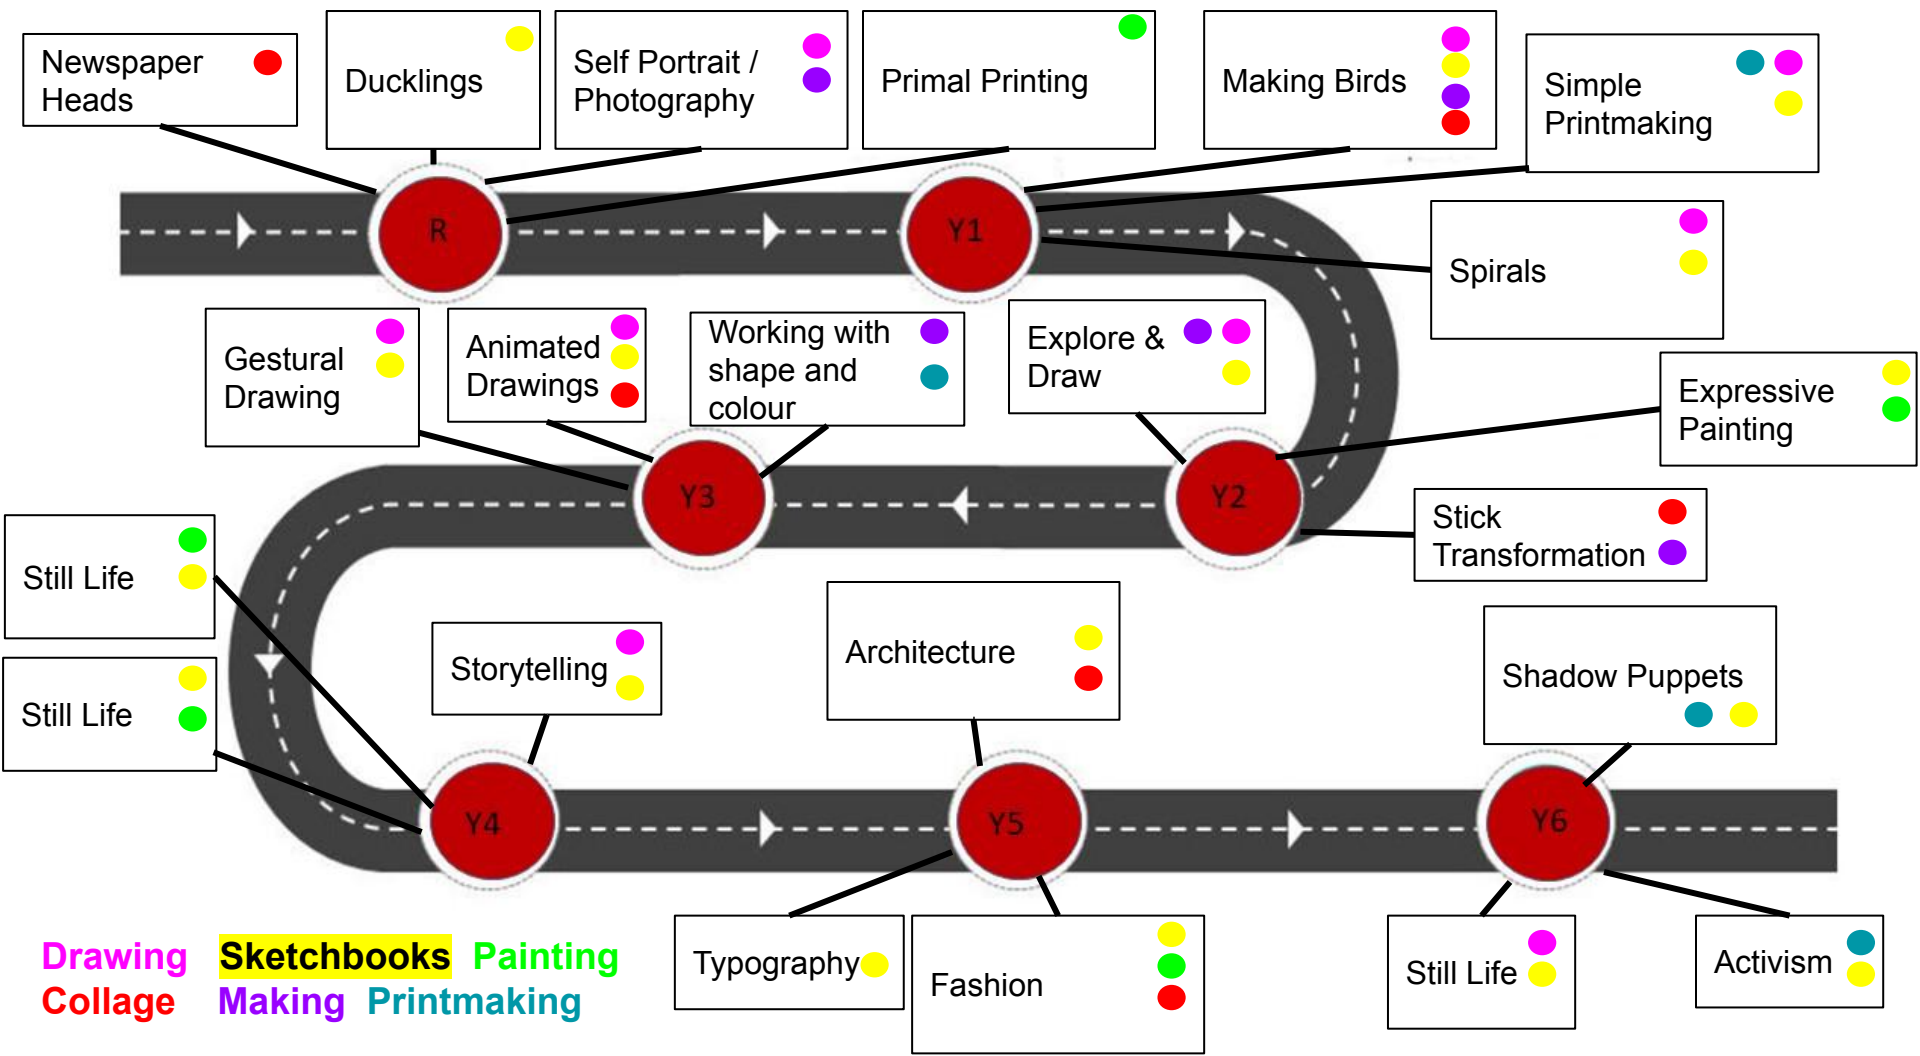 Newspaper
Heads
Ducklings
Self Portrait /
Photography
Primal Printing
Making Birds
Simple
Printmaking
R
Y1
Spirals
Gestural
Drawing
Animated
Drawings
Working with
shape and
colour
Explore &
Draw
Expressive
Painting
Y3
Y2
Stick
Transformation
Still Life
Still Life
Storytelling
Architecture
Shadow Puppets
Y4
Y5
Y6
Typography
Fashion
Still Life
Activism
Drawing Sketchbooks Painting
Collage Making Printmaking